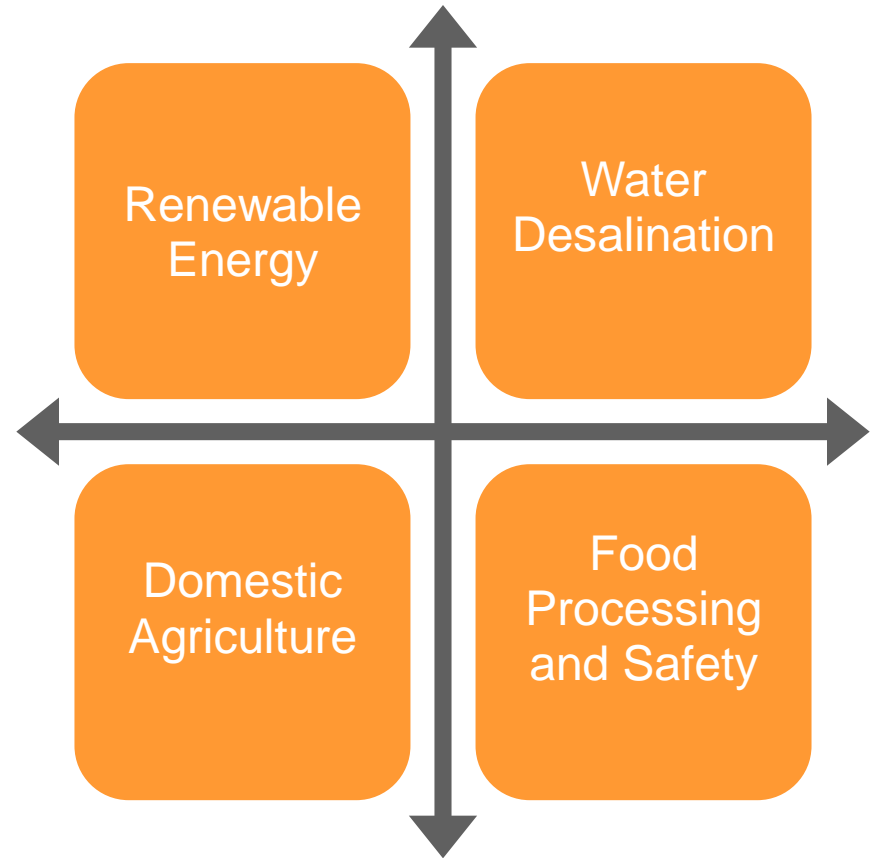 Renewable
Energy
Water
Desalination
Domestic
Agriculture
Food
Processing
and Safety